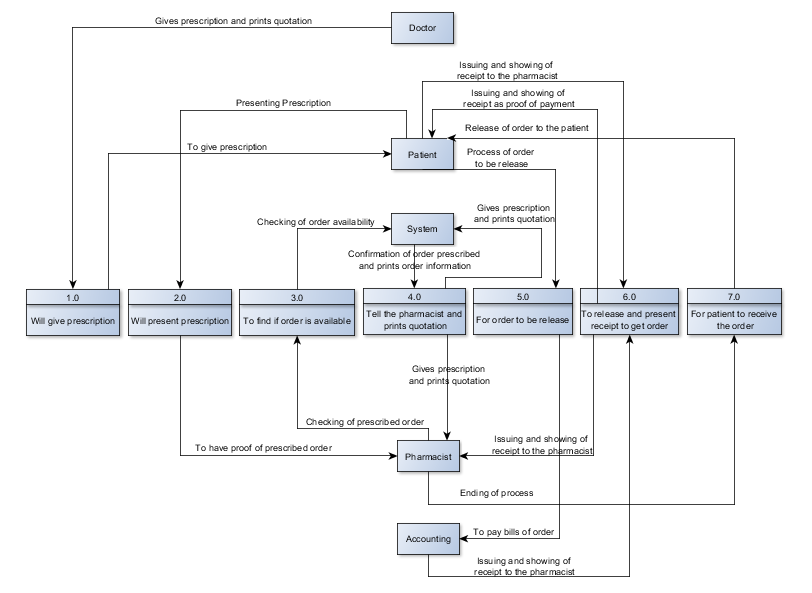 Gives prescription and prints quotation
Doctor
Issuing and showing of
receipt to the pharmacist
Issuing and showing of
receipt as proof of payment
Presenting Prescription
Release of order to the patient
To give prescription
Patient
Process of order
to be release
Gives prescription
and prints quotation
Checking of order availability
System
Confirmation of order prescribed
and prints order information
1.0
Will give prescription
2.0
Will present prescription
3.0
To find if order is available
4.0
Tell the pharmacist and
prints quotation
5.0
For order to be release
6.0
To release and present
receipt to get order
7.0
For patient to receive
the order
Gives prescription
and prints quotation
Checking of prescribed order
To have proof of prescribed order
Pharmacist
Issuing and showing of
receipt to the pharmacist
Ending of process
Accounting
To pay bills of order
Issuing and showing of
receipt to the pharmacist